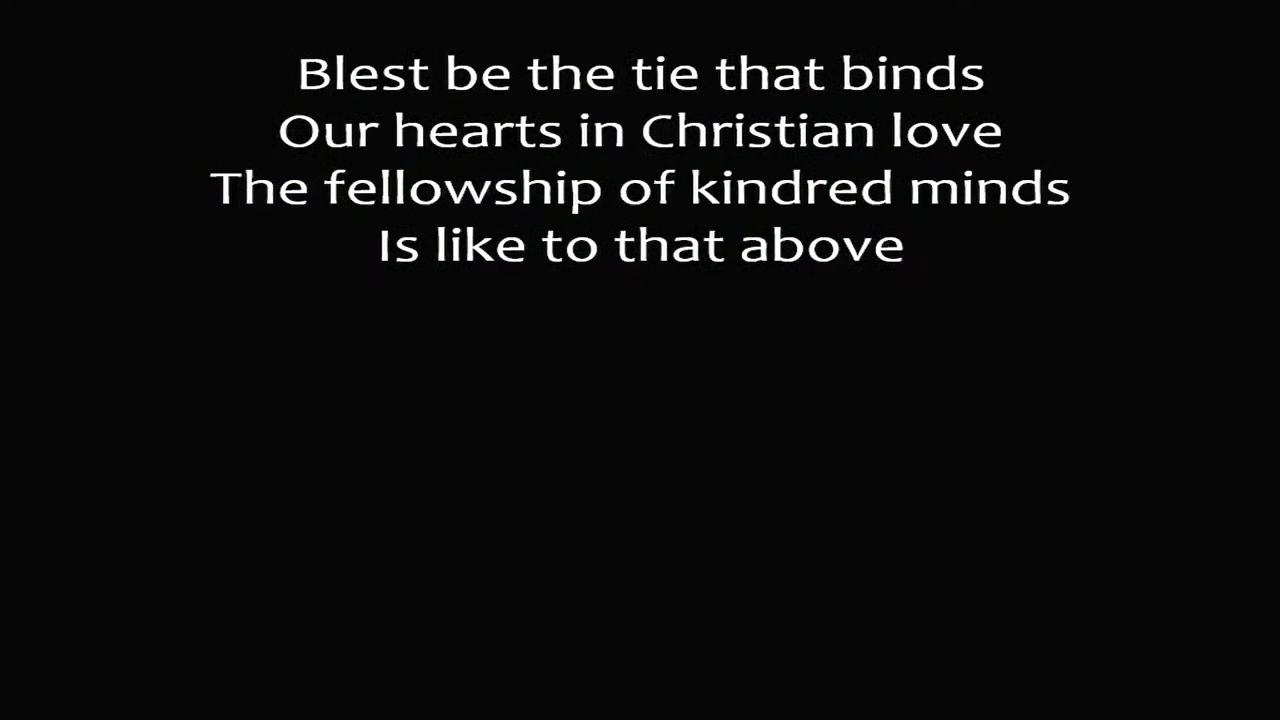 Blest be the tie that binds
Our hearts in Christian love
The fellowship of kindred minds
Is like to that above